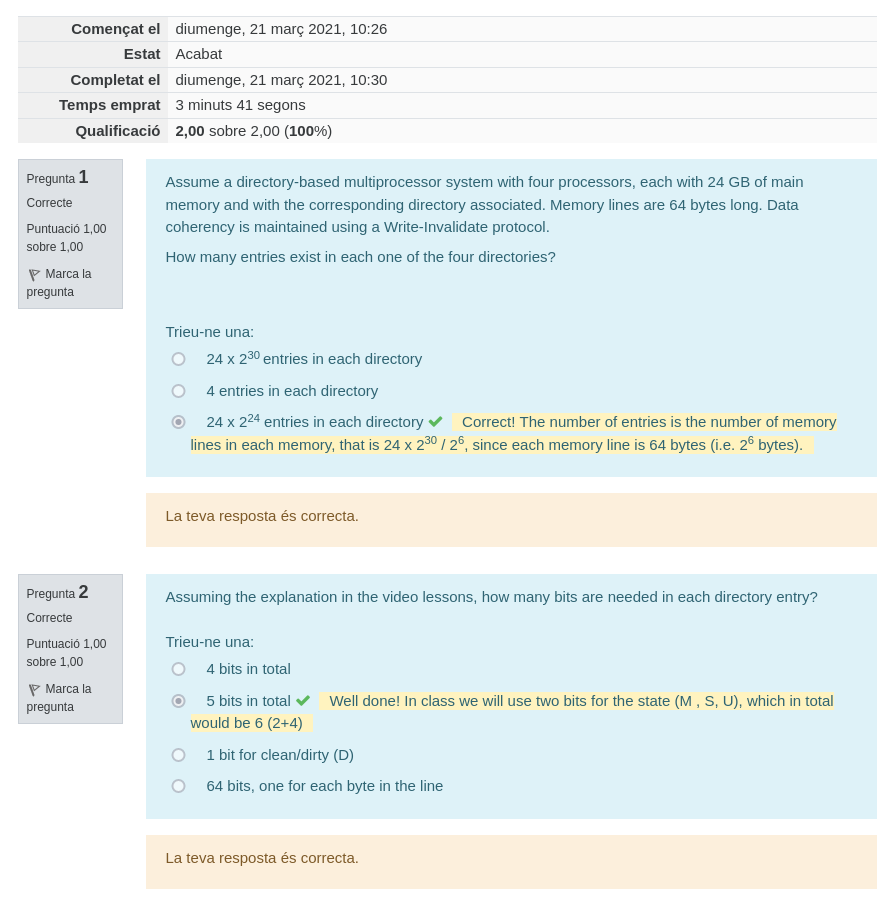 Començat el diumenge, 21 març 2021, 10:26
Estat Acabat
Completat el diumenge, 21 març 2021, 10:30
Temps emprat 3 minuts 41 segons
Qualificació 2,00 sobre 2,00 (100%)
Pregunta 1
Correcte
Puntuació 1,00
sobre 1,00
Marca la
pregunta
Assume a directory-based multiprocessor system with four processors, each with 24 GB of main
memory and with the corresponding directory associated. Memory lines are 64 bytes long. Data
coherency is maintained using a Write-Invalidate protocol.
How many entries exist in each one of the four directories?
Trieu-ne una:
24 x 2^30 entries in each directory
4 entries in each directory
24 x 2^24 entries in each directory ✔ Correct! The number of entries is the number of memory
lines in each memory, that is 24 x 2^30 / 2^6, since each memory line is 64 bytes (i.e. 2^6 bytes).
La teva resposta és correcta.
Pregunta 2
Correcte
Puntuació 1,00
sobre 1,00
Marca la
pregunta
Assuming the explanation in the video lessons, how many bits are needed in each directory entry?
Trieu-ne una:
4 bits in total
5 bits in total ✔ Well done! In class we will use two bits for the state (M , S, U), which in total
would be 6 (2+4)
1 bit for clean/dirty (D)
64 bits, one for each byte in the line
La teva resposta és correcta.